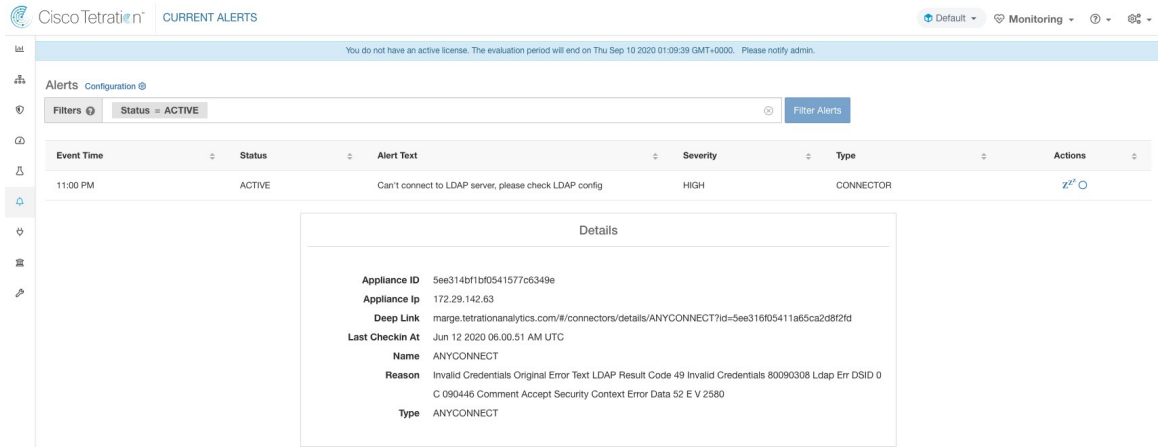 Cisco Tetration™ CURRENT ALERTS Default Monitoring
You do not have an active license. The evaluation period will end on Thu Sep 10 2020 01:09:39 GMT+0000. Please notify admin.
Alerts Configuration
Filters Status = ACTIVE Filter Alerts
Event Time Status Alert Text Severity Type Actions
11:00 PM ACTIVE Can't connect to LDAP server, please check LDAP config HIGH CONNECTOR zzz
Details
Appliance ID 5ee314bf1bf0541577c6349e
Appliance Ip 172.29.142.63
Deep Link marge.tetrationanalytics.com/#/connectors/details/ANYCONNECT?id=5ee316f05411a65ca2d8f2fd
Last Checkin At Jun 12 2020 06.00.51 AM UTC
Name ANYCONNECT
Reason Invalid Credentials Original Error Text LDAP Result Code 49 Invalid Credentials 80090308 Ldap Err DSID 0
C 090446 Comment Accept Security Context Error Data 52 E V 2580
Type ANYCONNECT